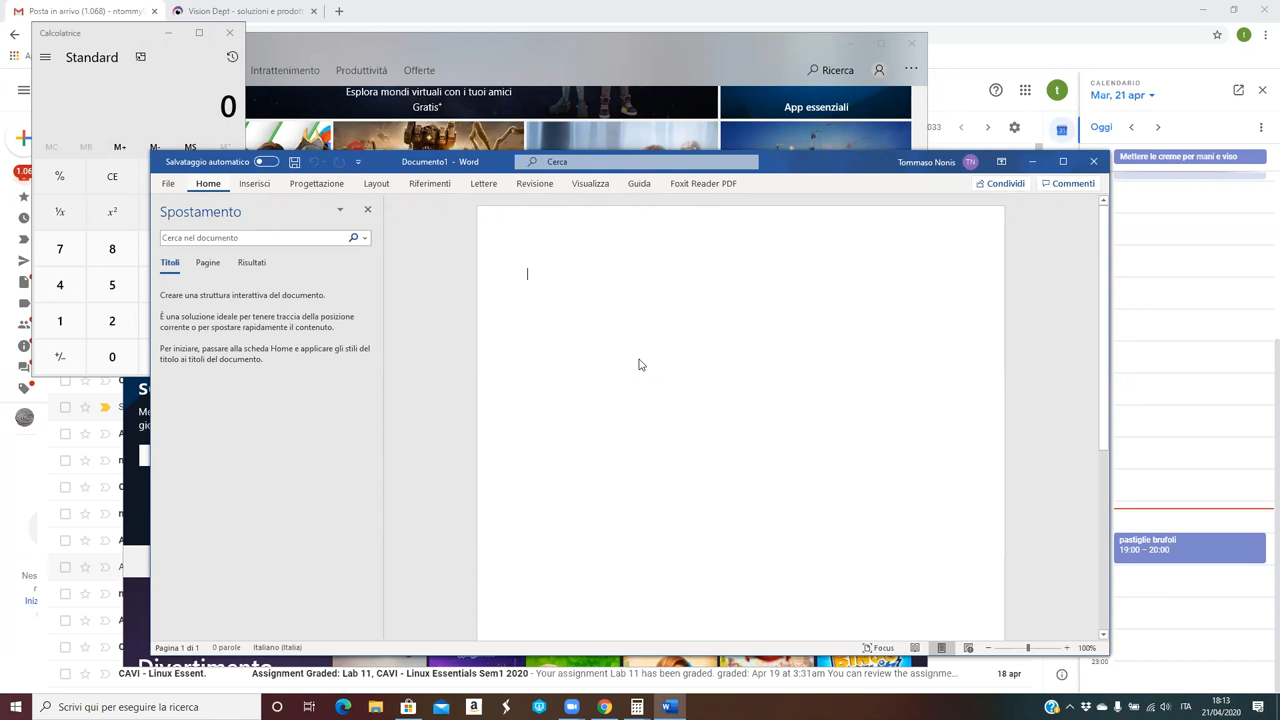 Posta in arrivo (1.068) - ntommy
Vision Dept - soluzioni e prodott
Calcolatrice
Standard
0
MC MR M+ M- MS
% CE
¹/x x²
7 8
4 5
1 2
+/- 0
Intrattenimento Produttività Offerte
Ricerca
Esplora mondi virtuali con i tuoi amici
Gratis*
App essenziali
033
CALENDARIO
Mar, 21 apr
Oggi
Mettere le creme per mani e viso
pastiglie brufoli
19:00 – 20:00
23:00
1.06
Salvataggio automatico
Documento1 - Word
Cerca
Tommaso Nonis TN
File Home Inserisci Progettazione Layout Riferimenti Lettere Revisione Visualizza Guida Foxit Reader PDF
Condividi Commenti
Spostamento
Cerca nel documento
Titoli Pagine Risultati
Creare una struttura interattiva del documento.
È una soluzione ideale per tenere traccia della posizione
corrente o per spostare rapidamente il contenuto.
Per iniziare, passare alla scheda Home e applicare gli stili del
titolo ai titoli del documento.
Pagina 1 di 1 0 parole Italiano (Italia)
Focus
100%
Nes
Iniz
Divertimento
CAVI - Linux Essent. Assignment Graded: Lab 11, CAVI - Linux Essentials Sem1 2020 - Your assignment Lab 11 has been graded. graded: Apr 19 at 3:31am You can review the assignme... 18 apr
Scrivi qui per eseguire la ricerca
ITA
18:13
21/04/2020